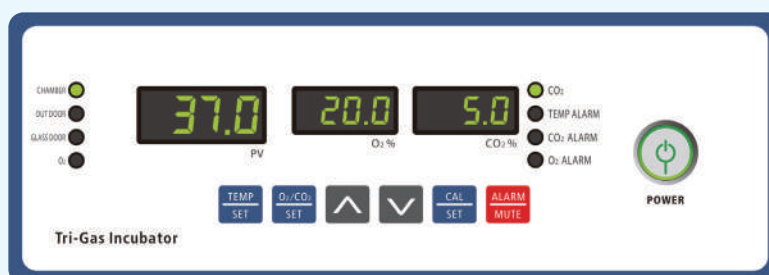 CHAMBER
OUT DOOR
GLASS DOOR
O₂
37.0
PV
20.0
O₂ %
5.0
CO₂ %
CO₂
TEMP ALARM
CO₂ ALARM
O₂ ALARM
TEMP
SET
O₂/CO₂
SET
CAL
SET
ALARM
MUTE
POWER
Tri-Gas Incubator